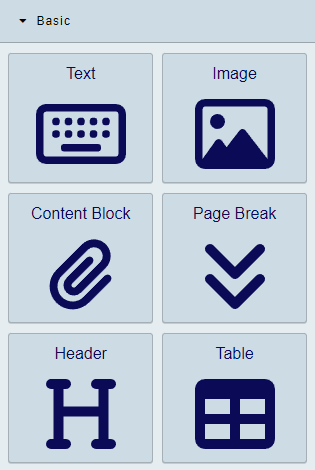 Basic
Text
Image
Content Block
Page Break
Header
Table